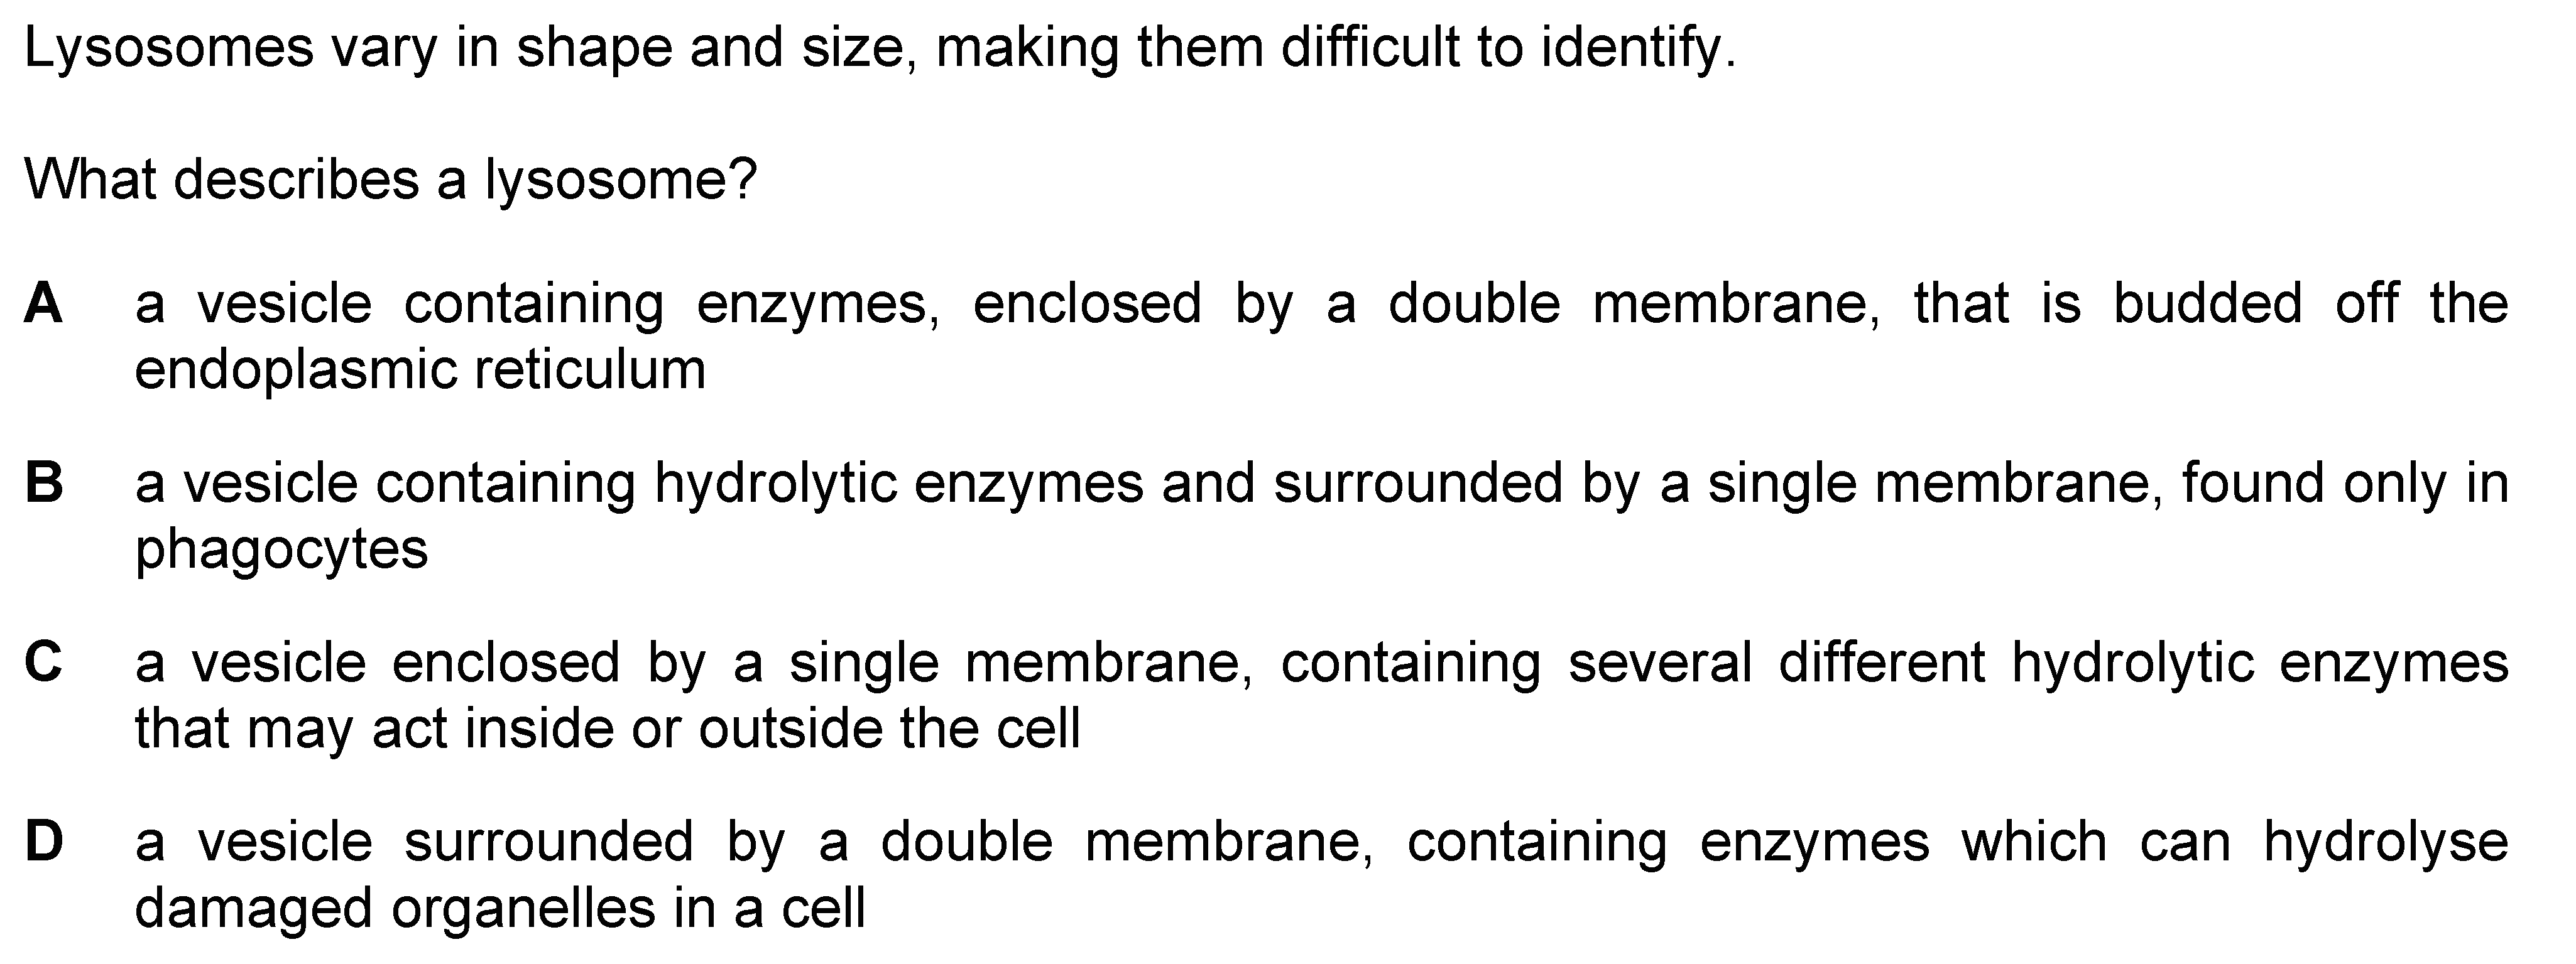 Lysosomes vary in shape and size, making them difficult to identify.
What describes a lysosome?
A a vesicle containing enzymes, enclosed by a double membrane, that is budded off the
endoplasmic reticulum
B a vesicle containing hydrolytic enzymes and surrounded by a single membrane, found only in
phagocytes
C a vesicle enclosed by a single membrane, containing several different hydrolytic enzymes
that may act inside or outside the cell
D a vesicle surrounded by a double membrane, containing enzymes which can hydrolyse
damaged organelles in a cell